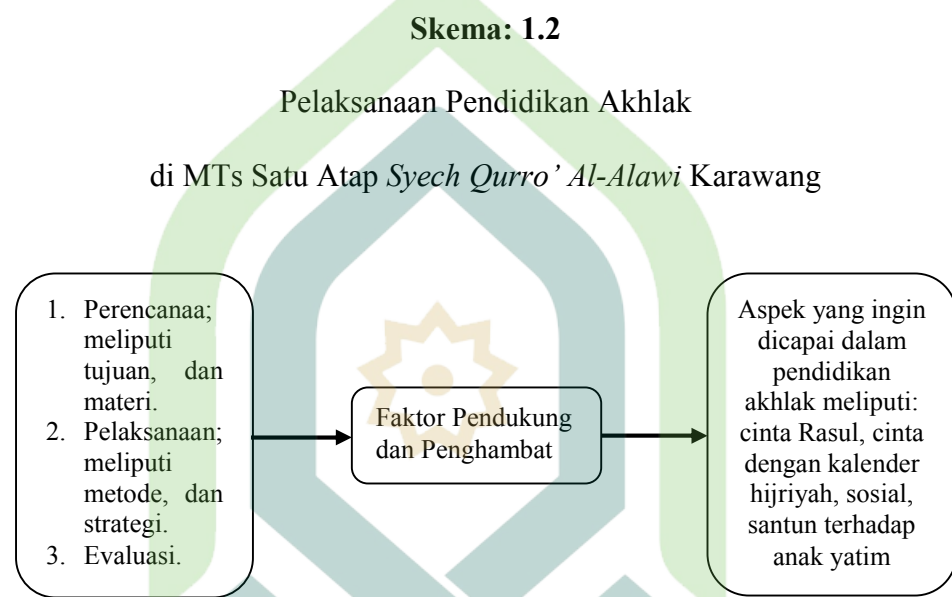 Skema: 1.2
Pelaksanaan Pendidikan Akhlak
di MTs Satu Atap Syech Qurro’ Al-Alawi Karawang
1. Perencanaa;
meliputi
tujuan, dan
materi.
2. Pelaksanaan;
meliputi
metode, dan
strategi.
3. Evaluasi.
Faktor Pendukung
dan Penghambat
Aspek yang ingin
dicapai dalam
pendidikan
akhlak meliputi:
cinta Rasul, cinta
dengan kalender
hijriyah, sosial,
santun terhadap
anak yatim